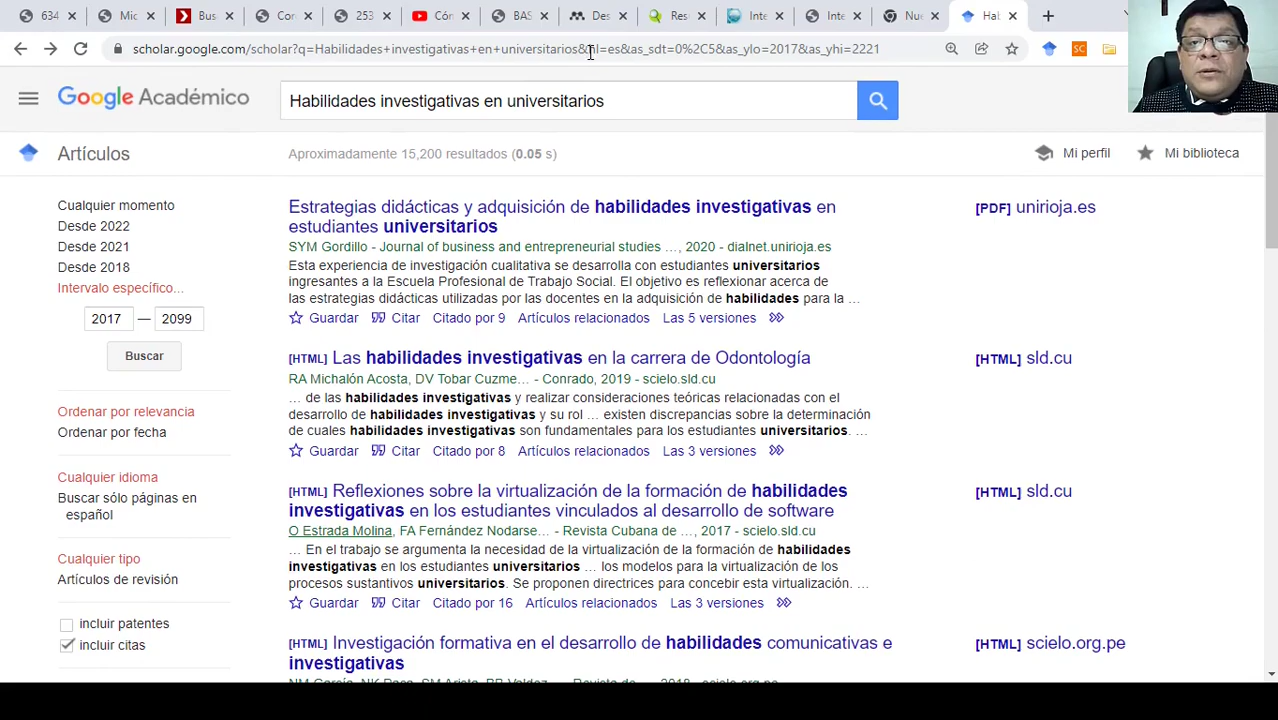 634
Mic
Bus
Cor
253
Cón
BAS
Des
Res
Inte
Inte
Nue
Hab
scholar.google.com/scholar?q=Habilidades+investigativas+en+universitarios&hl=es&as_sdt=0%2C5&as_ylo=2017&as_yhi=2221
SC
Google Académico
Habilidades investigativas en universitarios
Artículos
Aproximadamente 15,200 resultados (0.05 s)
Mi perfil
Mi biblioteca
Cualquier momento
Desde 2022
Desde 2021
Desde 2018
Intervalo específico...
2017 — 2099
Buscar
Ordenar por relevancia
Ordenar por fecha
Cualquier idioma
Buscar sólo páginas en
español
Cualquier tipo
Artículos de revisión
incluir patentes
incluir citas
Estrategias didácticas y adquisición de habilidades investigativas en
estudiantes universitarios
SYM Gordillo - Journal of business and entrepreneurial studies …, 2020 - dialnet.unirioja.es
Esta experiencia de investigación cualitativa se desarrolla con estudiantes universitarios
ingresantes a la Escuela Profesional de Trabajo Social. El objetivo es reflexionar acerca de
las estrategias didácticas utilizadas por las docentes en la adquisición de habilidades para la …
Guardar Citar Citado por 9 Artículos relacionados Las 5 versiones
[PDF] unirioja.es
[HTML] Las habilidades investigativas en la carrera de Odontología
RA Michalón Acosta, DV Tobar Cuzme… - Conrado, 2019 - scielo.sld.cu
… de las habilidades investigativas y realizar consideraciones teóricas relacionadas con el
desarrollo de habilidades investigativas y su rol … existen discrepancias sobre la determinación
de cuales habilidades investigativas son fundamentales para los estudiantes universitarios. …
Guardar Citar Citado por 8 Artículos relacionados Las 3 versiones
[HTML] sld.cu
[HTML] Reflexiones sobre la virtualización de la formación de habilidades
investigativas en los estudiantes vinculados al desarrollo de software
O Estrada Molina, FA Fernández Nodarse… - Revista Cubana de …, 2017 - scielo.sld.cu
… En el trabajo se argumenta la necesidad de la virtualización de la formación de habilidades
investigativas en los estudiantes universitarios … los modelos para la virtualización de los
procesos sustantivos universitarios. Se proponen directrices para concebir esta virtualización. …
Guardar Citar Citado por 16 Artículos relacionados Las 3 versiones
[HTML] sld.cu
[HTML] Investigación formativa en el desarrollo de habilidades comunicativas e
investigativas
[HTML] scielo.org.pe